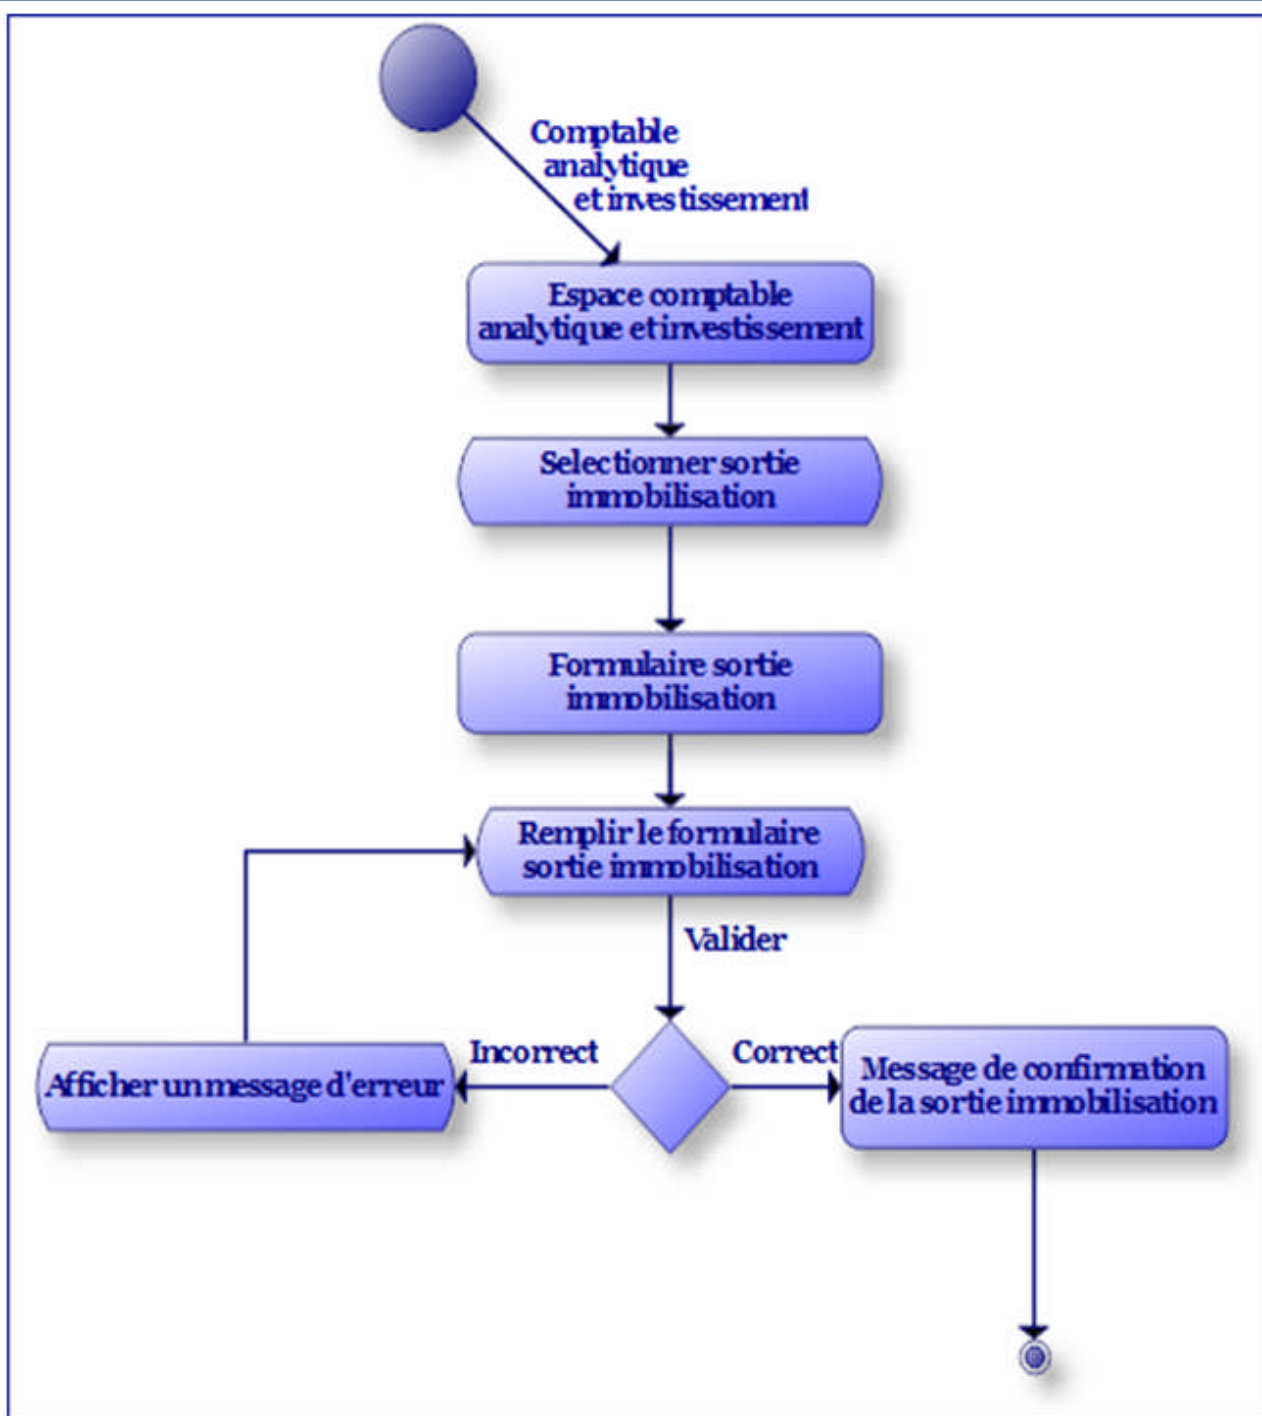 Comptable
analytique
et investissement
Espace comptable
analytique et investissement
Selectionner sortie
immobilisation
Formulaire sortie
immobilisation
Remplir le formulaire
sortie immobilisation
Valider
Incorrect
Correct
Afficher un message d'erreur
Message de confirmation
de la sortie immobilisation